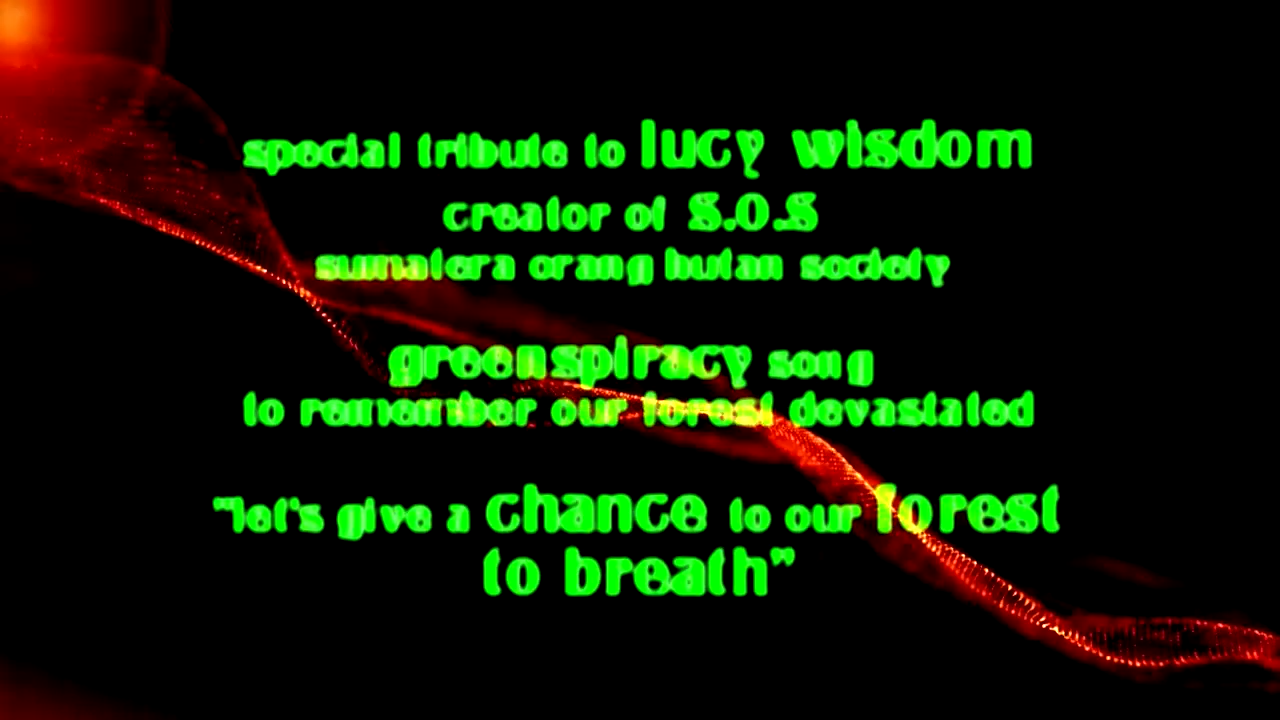 special tribute to lucy wisdom
creator of S.O.S
sumatera orang hutan society
greenspiracy song
to remember our forest devastated
"let's give a chance to our forest
to breath"